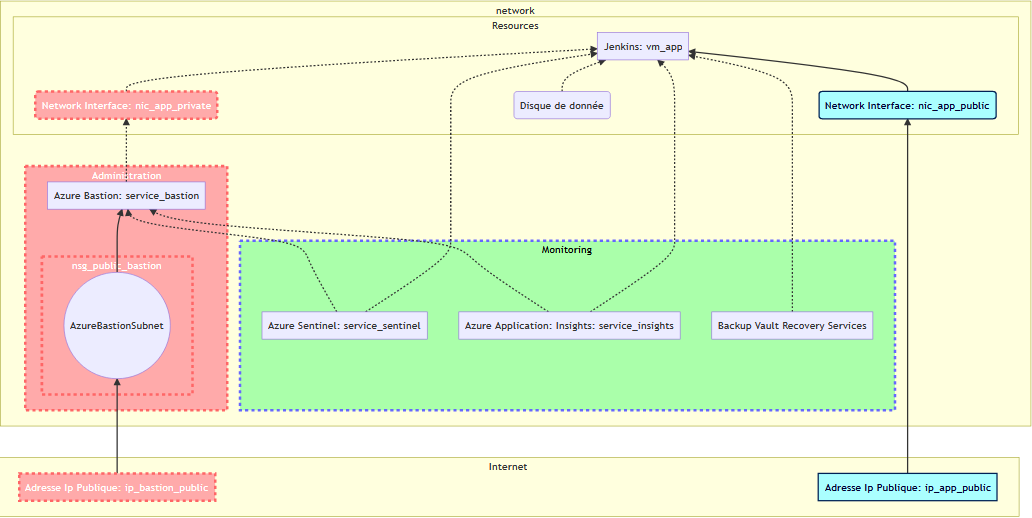 network
Resources
Jenkins: vm_app
Network Interface: nic_app_private
Disque de donnée
Network Interface: nic_app_public
Administration
Azure Bastion: service_bastion
nsg_public_bastion
AzureBastionSubnet
Monitoring
Azure Sentinel: service_sentinel
Azure Application: Insights: service_insights
Backup Vault Recovery Services
Internet
Adresse Ip Publique: ip_bastion_public
Adresse Ip Publique: ip_app_public